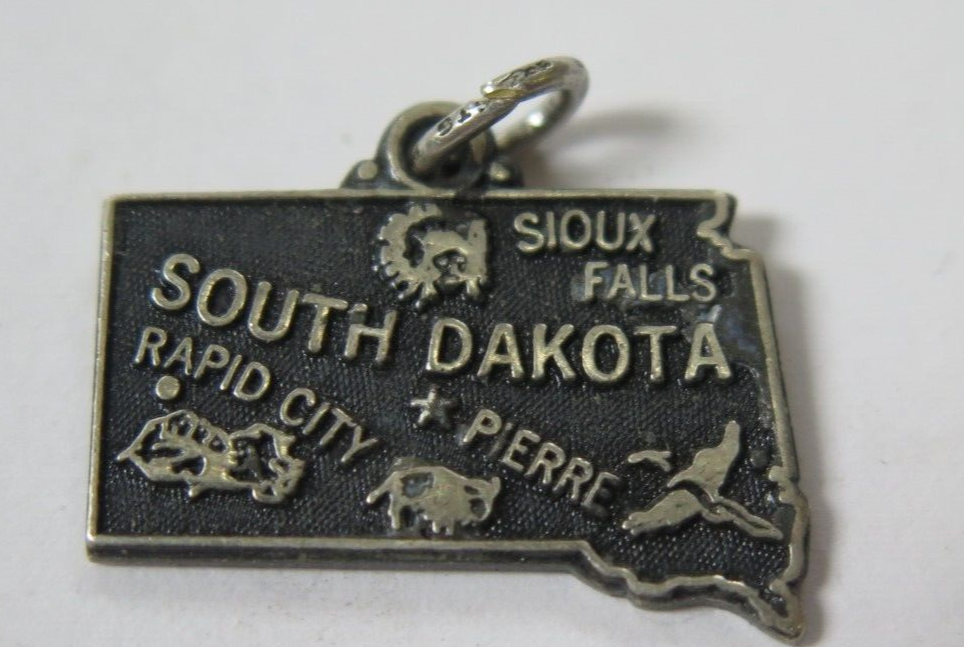 SIOUX
FALLS
SOUTH DAKOTA
RAPID CITY
PIERRE